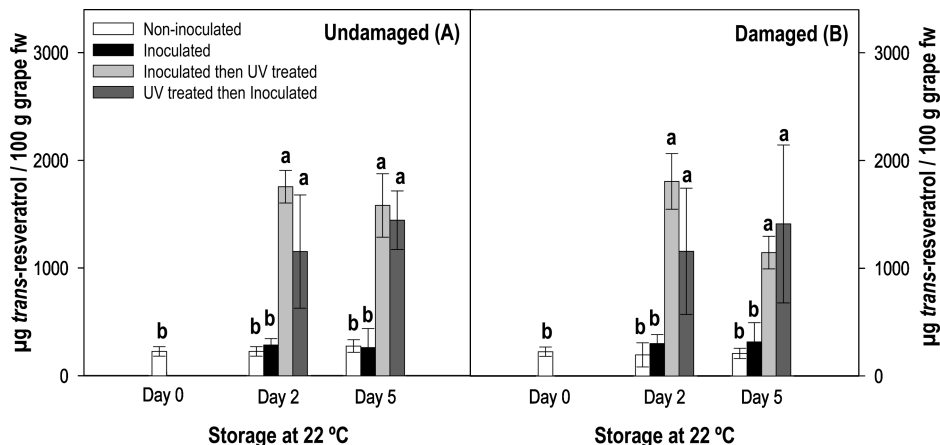 µg trans-resveratrol / 100 g grape fw
3000
2000
1000
0
Non-inoculated
Inoculated
Inoculated then UV treated
UV treated then Inoculated
Undamaged (A)
b
b b a a
b b a a
Day 0 Day 2 Day 5
Storage at 22 ºC
Damaged (B)
b
b b a a
b b a a
Day 0 Day 2 Day 5
Storage at 22 ºC
3000
2000
1000
0
µg trans-resveratrol / 100 g grape fw